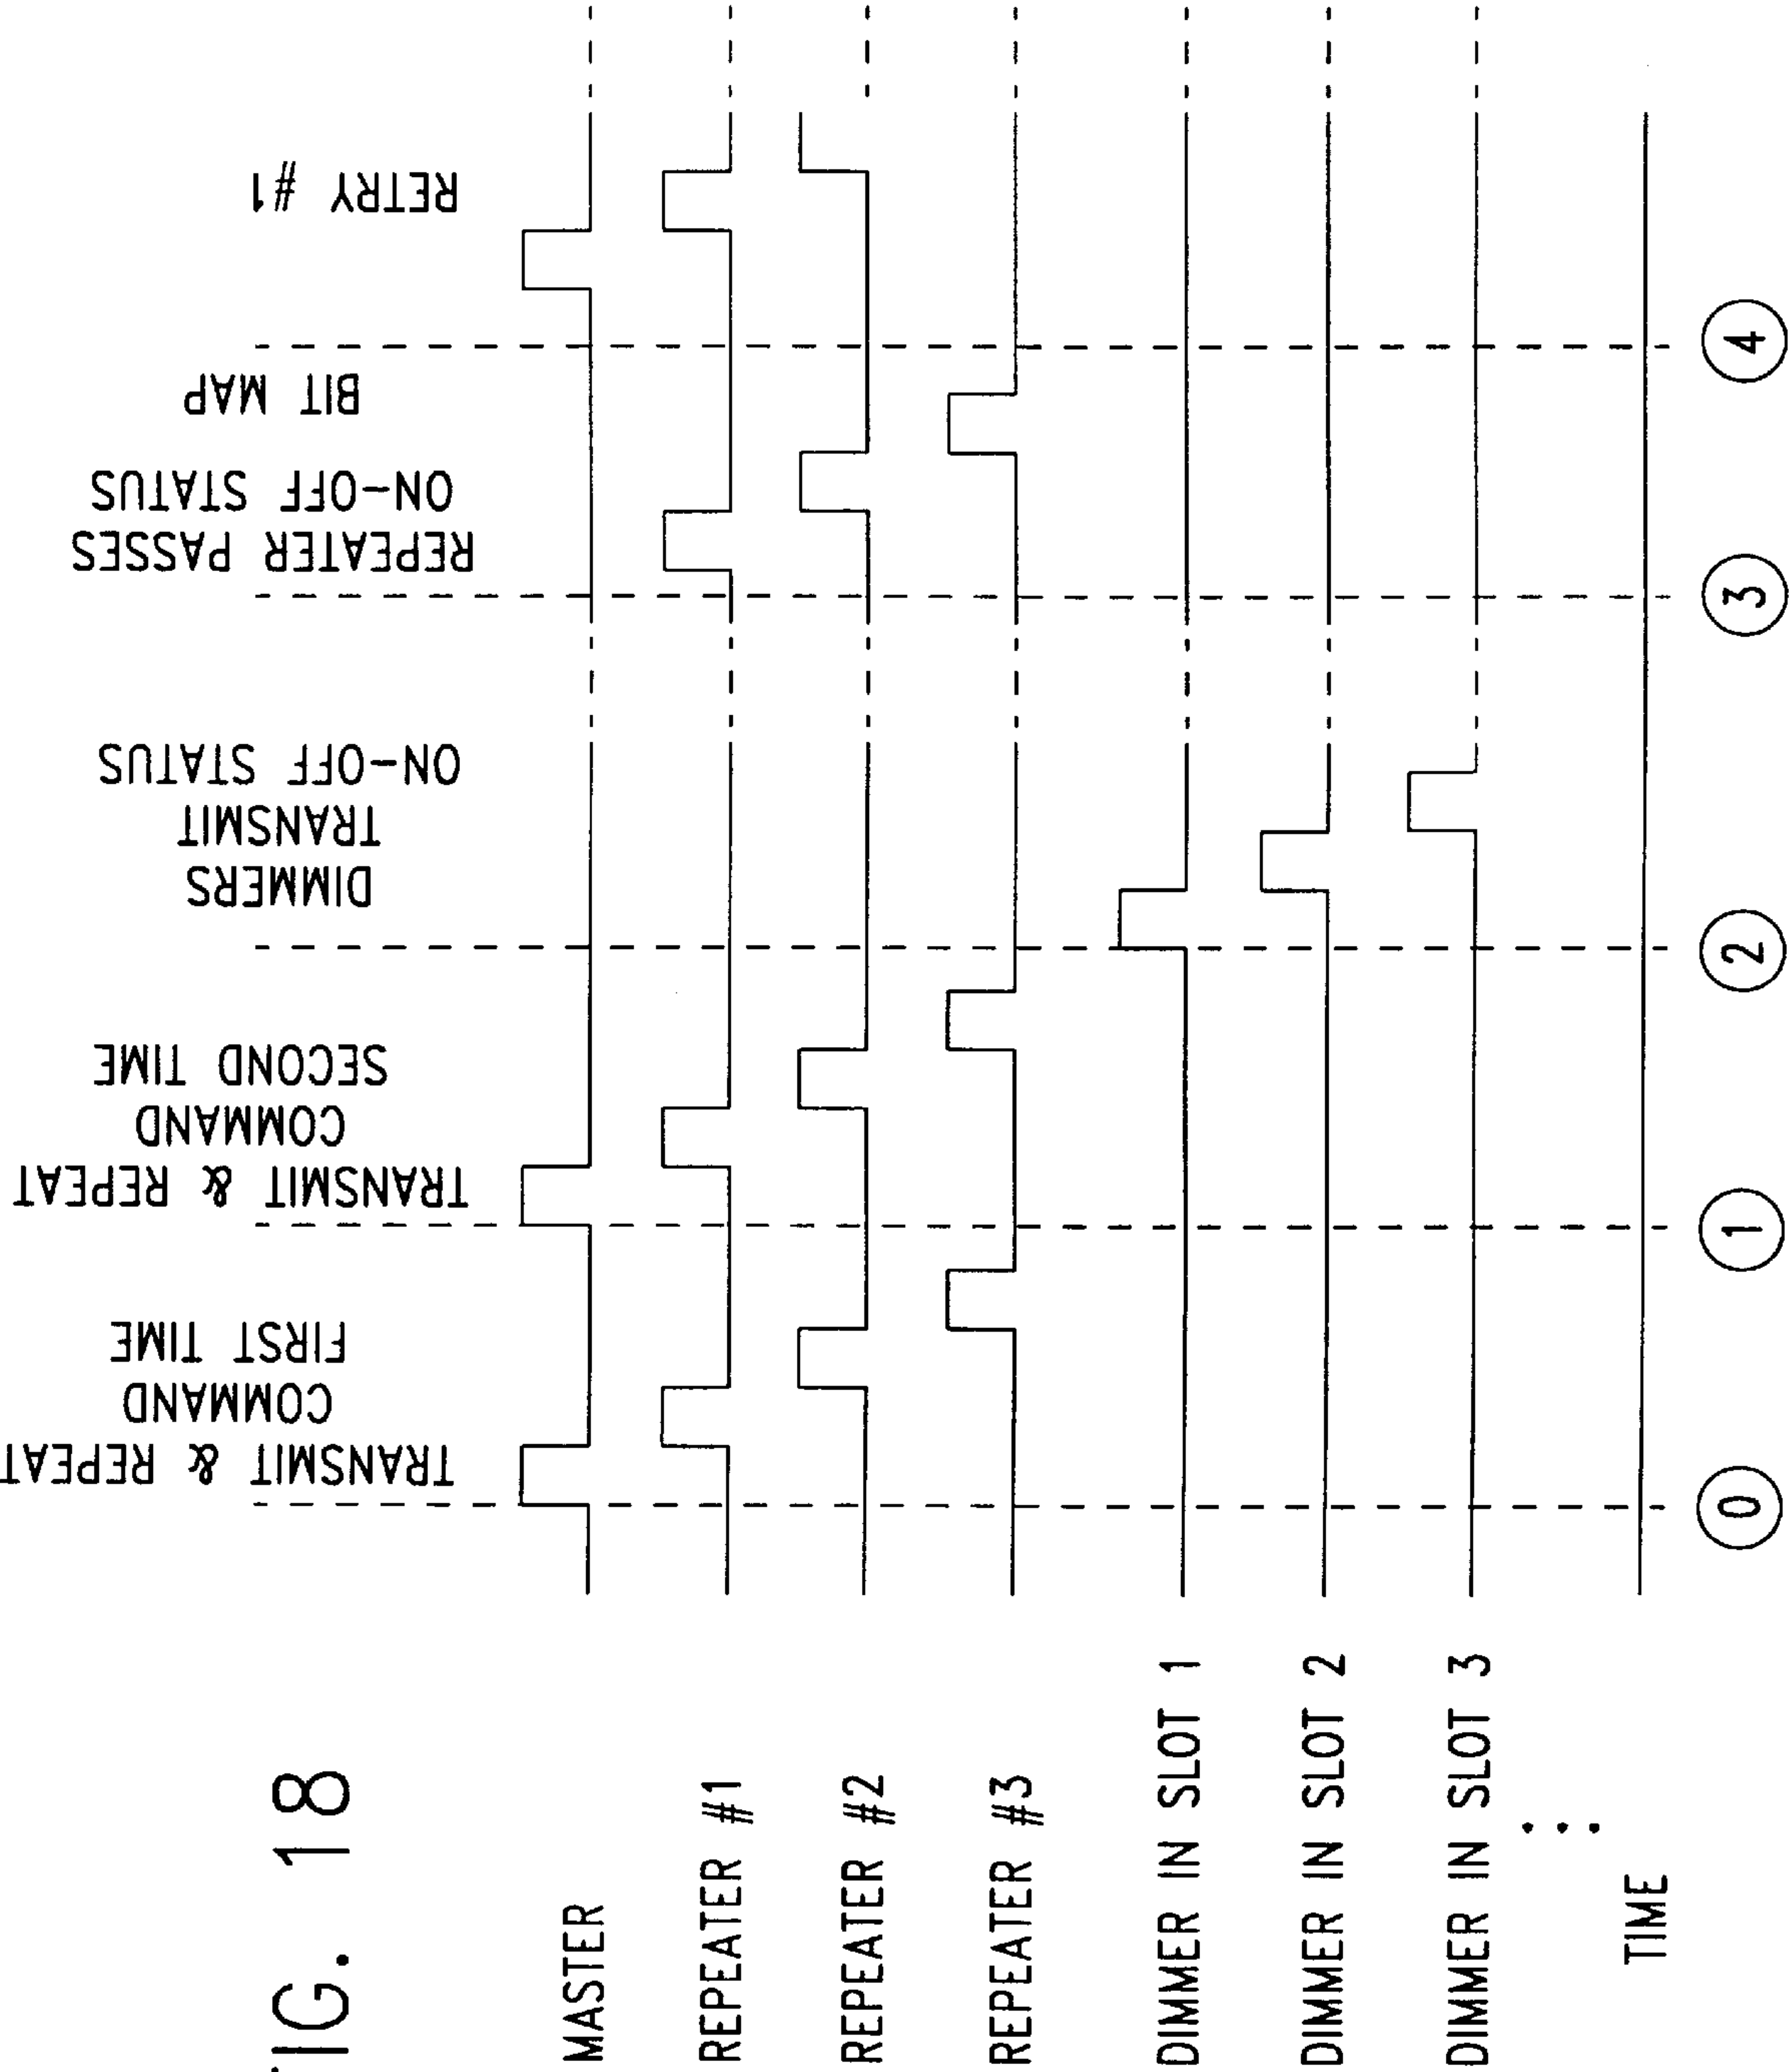 FIG. 18
TRANSMIT & REPEAT
COMMAND
FIRST TIME
TRANSMIT & REPEAT
COMMAND
SECOND TIME
DIMMERS
TRANSMIT
ON-OFF STATUS
REPEATER PASSES
ON-OFF STATUS
BIT MAP
RETRY #1
MASTER
REPEATER #1
REPEATER #2
REPEATER #3
DIMMER IN SLOT 1
DIMMER IN SLOT 2
DIMMER IN SLOT 3
TIME
0
1
2
3
4